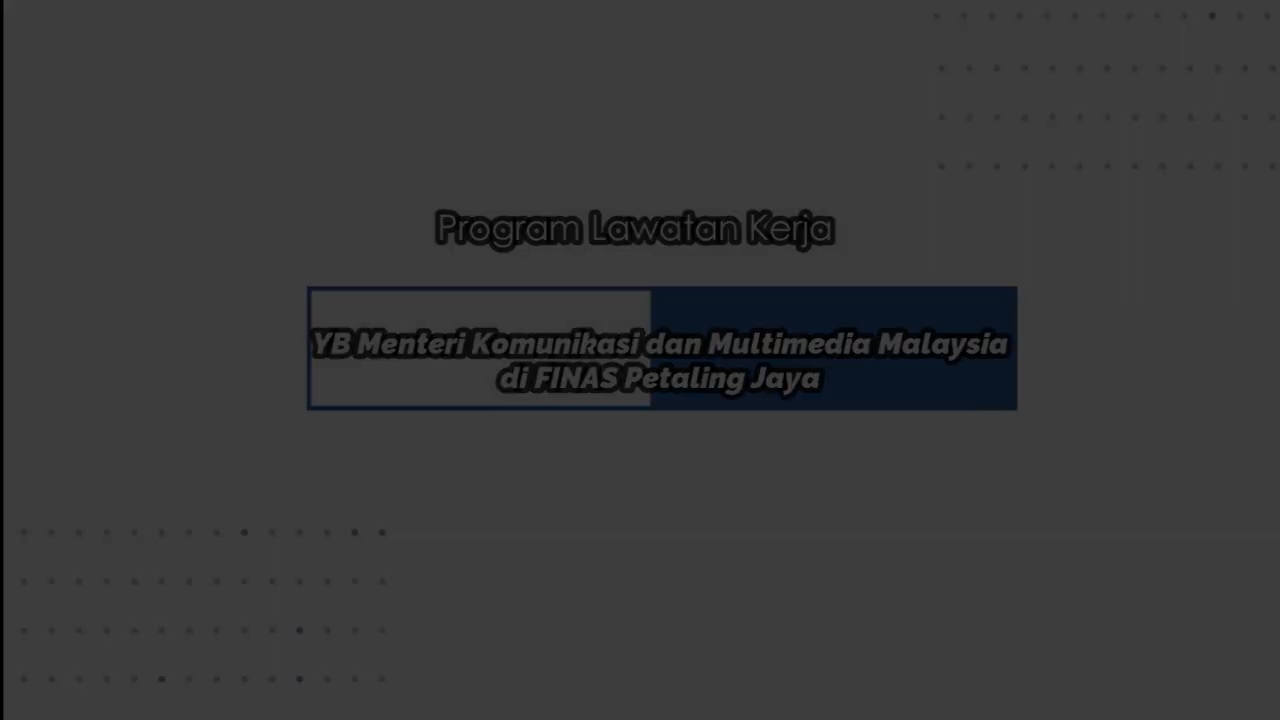 Program Lawatan Kerja
YB Menteri Komunikasi dan Multimedia Malaysia
di FINAS Petaling Jaya